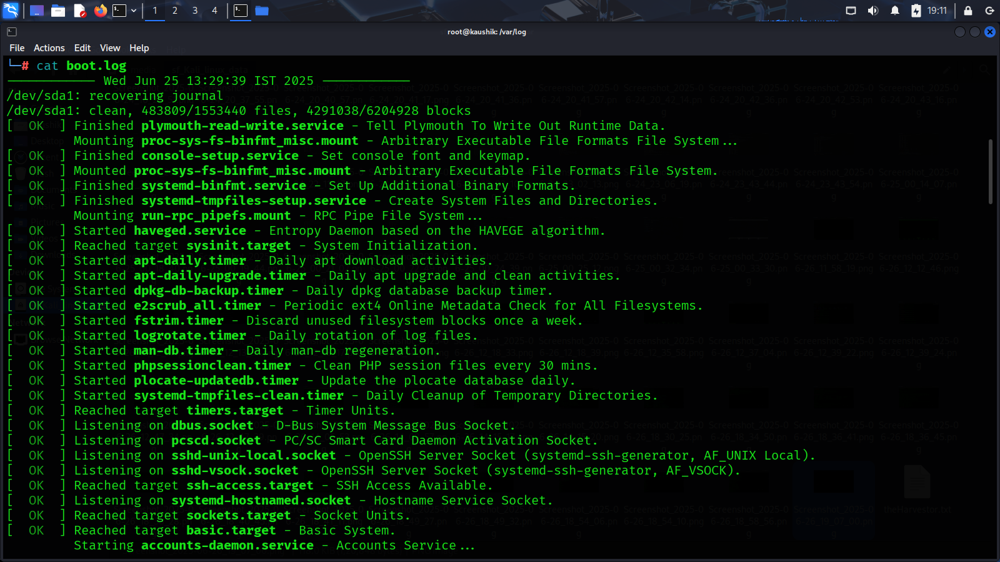 1 2 3 4 19:11
root@kaushik: /var/log
File Actions Edit View Help
└─# cat boot.log
------------ Wed Jun 25 13:29:39 IST 2025 ------------
/dev/sda1: recovering journal
/dev/sda1: clean, 483809/1553440 files, 4291038/6204928 blocks
[  OK  ] Finished plymouth-read-write.service - Tell Plymouth To Write Out Runtime Data.
Mounting proc-sys-fs-binfmt_misc.mount - Arbitrary Executable File Formats File System...
[  OK  ] Finished console-setup.service - Set console font and keymap.
[  OK  ] Mounted proc-sys-fs-binfmt_misc.mount - Arbitrary Executable File Formats File System.
[  OK  ] Finished systemd-binfmt.service - Set Up Additional Binary Formats.
[  OK  ] Finished systemd-tmpfiles-setup.service - Create System Files and Directories.
Mounting run-rpc_pipefs.mount - RPC Pipe File System...
[  OK  ] Started haveged.service - Entropy Daemon based on the HAVEGE algorithm.
[  OK  ] Reached target sysinit.target - System Initialization.
[  OK  ] Started apt-daily.timer - Daily apt download activities.
[  OK  ] Started apt-daily-upgrade.timer - Daily apt upgrade and clean activities.
[  OK  ] Started dpkg-db-backup.timer - Daily dpkg database backup timer.
[  OK  ] Started e2scrub_all.timer - Periodic ext4 Online Metadata Check for All Filesystems.
[  OK  ] Started fstrim.timer - Discard unused filesystem blocks once a week.
[  OK  ] Started logrotate.timer - Daily rotation of log files.
[  OK  ] Started man-db.timer - Daily man-db regeneration.
[  OK  ] Started phpsessionclean.timer - Clean PHP session files every 30 mins.
[  OK  ] Started plocate-updatedb.timer - Update the plocate database daily.
[  OK  ] Started systemd-tmpfiles-clean.timer - Daily Cleanup of Temporary Directories.
[  OK  ] Reached target timers.target - Timer Units.
[  OK  ] Listening on dbus.socket - D-Bus System Message Bus Socket.
[  OK  ] Listening on pcscd.socket - PC/SC Smart Card Daemon Activation Socket.
[  OK  ] Listening on sshd-unix-local.socket - OpenSSH Server Socket (systemd-ssh-generator, AF_UNIX Local).
[  OK  ] Listening on sshd-vsock.socket - OpenSSH Server Socket (systemd-ssh-generator, AF_VSOCK).
[  OK  ] Reached target ssh-access.target - SSH Access Available.
[  OK  ] Listening on systemd-hostnamed.socket - Hostname Service Socket.
[  OK  ] Reached target sockets.target - Socket Units.
[  OK  ] Reached target basic.target - Basic System.
Starting accounts-daemon.service - Accounts Service...